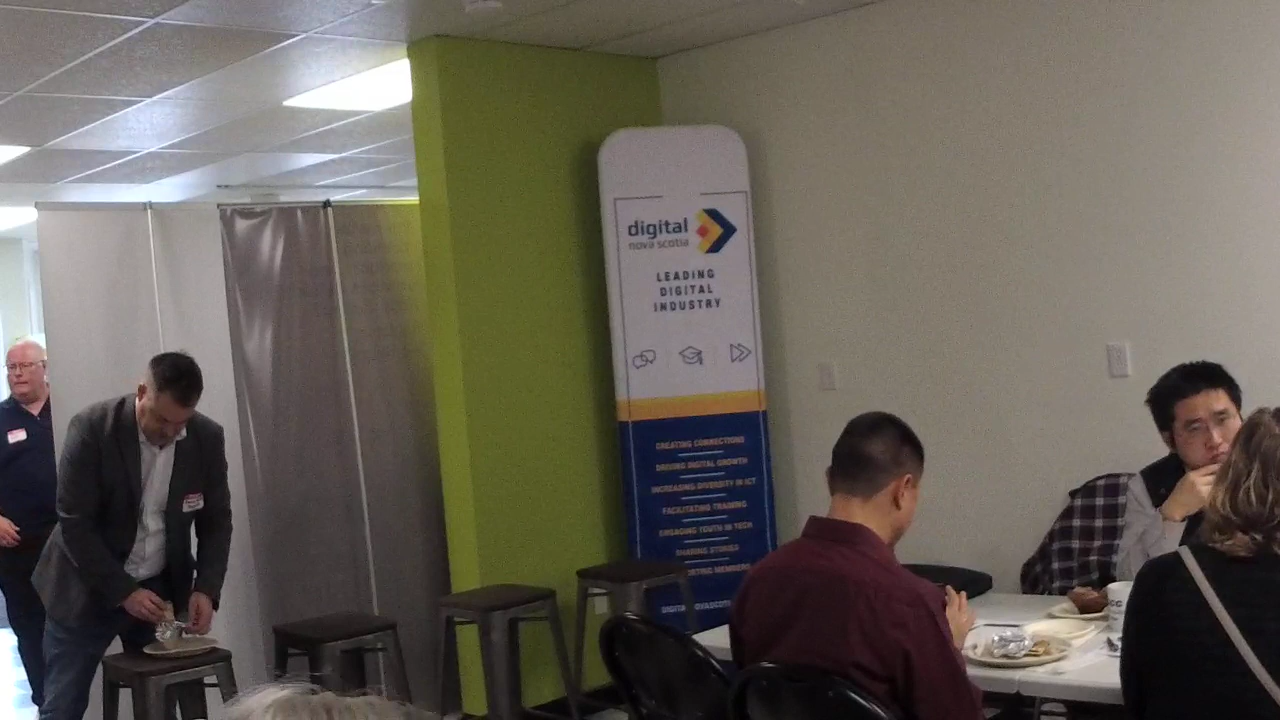 digital
nova scotia
LEADING
DIGITAL
INDUSTRY
CREATING CONNECTIONS
DRIVING DIGITAL GROWTH
INCREASING DIVERSITY IN ICT
FACILITATING TRAINING
ENGAGING YOUTH IN TECH
SHARING STORIES
MEMBERS